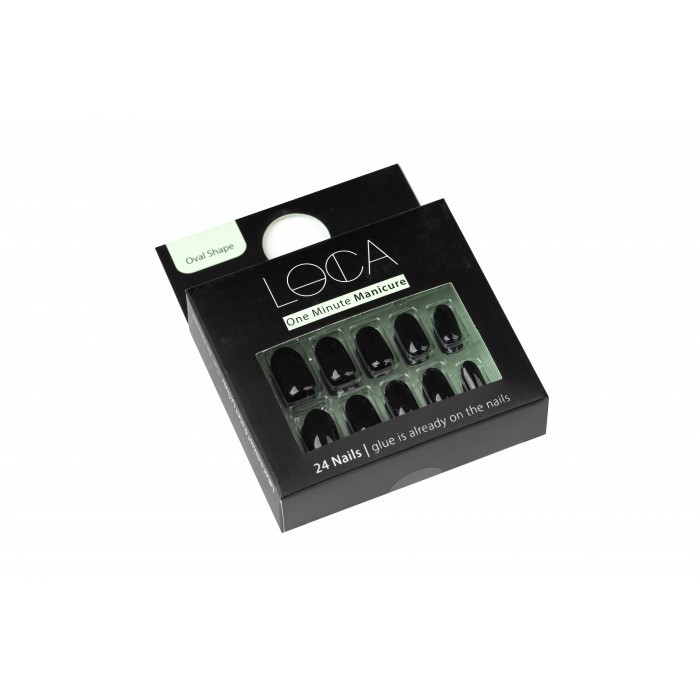 Oval Shape
LOCA
One Minute Manicure
24 Nails | glue is already on the nails